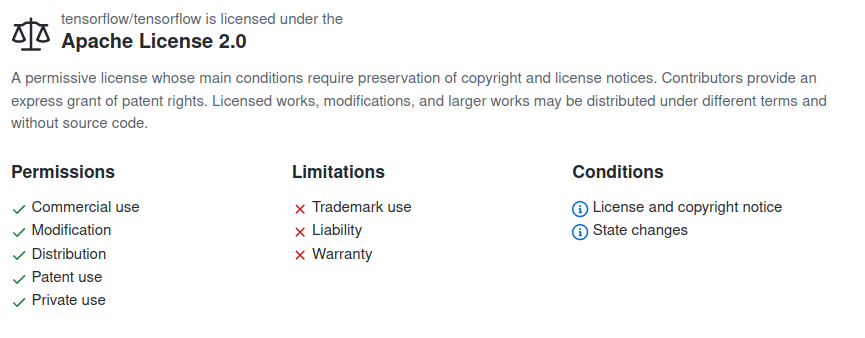 tensorflow/tensorflow is licensed under the
Apache License 2.0
A permissive license whose main conditions require preservation of copyright and license notices. Contributors provide an
express grant of patent rights. Licensed works, modifications, and larger works may be distributed under different terms and
without source code.
Permissions
Commercial use
Modification
Distribution
Patent use
Private use
Limitations
Trademark use
Liability
Warranty
Conditions
License and copyright notice
State changes